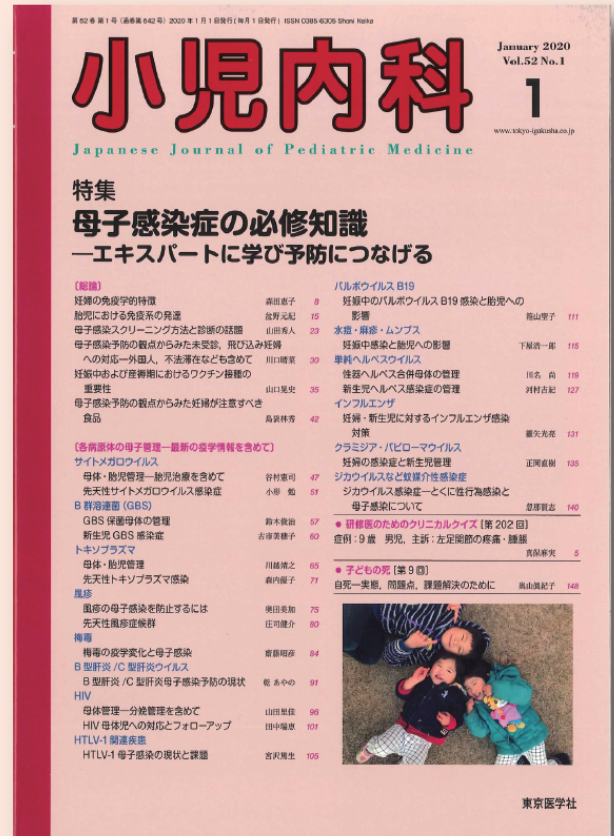 第52巻 第1号（通巻第642号）2020年1月1日発行（毎月1日発行）ISSN 0385-6305 Shoni Naika
小児内科
January 2020
Vol.52 No.1
1
www.tokyo-igakusha.co.jp
Japanese Journal of Pediatric Medicine
特集
母子感染症の必修知識
―エキスパートに学び予防につなげる
〔総論〕
妊婦の免疫学的特徴 森田恵子 8
胎児における免疫系の発達 盆野元紀 15
母子感染スクリーニング方法と診断の話題 山田秀人 23
母子感染予防の観点からみた未受診，飛び込み妊婦
への対応―外国人，不法滞在なども含めて 川口晴菜 30
妊娠中および産褥期におけるワクチン接種の
重要性 山口晃史 35
母子感染予防の観点からみた妊婦が注意すべき
食品 島袋林秀 42
〔各病原体の母子管理―最新の疫学情報を含めて〕
サイトメガロウイルス
母体・胎児管理―胎児治療を含めて 谷村憲司 47
先天性サイトメガロウイルス感染症 小形 勉 51
B群溶連菌（GBS）
GBS保菌母体の管理 鈴木俊治 57
新生児GBS感染症 古市美穂子 60
トキソプラズマ
母体・胎児管理 川名靖之 65
先天性トキソプラズマ感染 森内優子 71
風疹
風疹の母子感染を防止するには 奥田美加 75
先天性風疹症候群 庄司健介 80
梅毒
梅毒の疫学変化と母子感染 齋藤昭彦 84
B型肝炎/C型肝炎ウイルス
B型肝炎/C型肝炎母子感染予防の現状 乾 あやの 91
HIV
母体管理―分娩管理を含めて 山田里佳 96
HIV母体児への対応とフォローアップ 田中瑞恵 101
HTLV-1関連疾患
HTLV-1母子感染の現状と課題 宮沢篤生 105
パルボウイルスB19
妊娠中のパルボウイルスB19感染と胎児への
影響 笹山聖子 111
水痘・麻疹・ムンプス
妊娠中感染と胎児への影響 下屋浩一郎 115
単純ヘルペスウイルス
性器ヘルペス合併母体の管理 川名 尚 119
新生児ヘルペス感染症の管理 河村吉紀 127
インフルエンザ
妊婦・新生児に対するインフルエンザ感染
対策 羅矢光亮 131
クラミジア・パピローマウイルス
妊婦の感染症と新生児管理 正岡直樹 135
ジカウイルスなど蚊媒介性感染症
ジカウイルス感染症―とくに性行為感染と
母子感染について 忽那賢志 140
● 研修医のためのクリニカルクイズ［第202回］
症例：9歳 男児，主訴：左足関節の疼痛・腫脹
真保麻実 5
● 子どもの死［第9回］
自死―実態，問題点，課題解決のために 奥山眞紀子 148
東京医学社